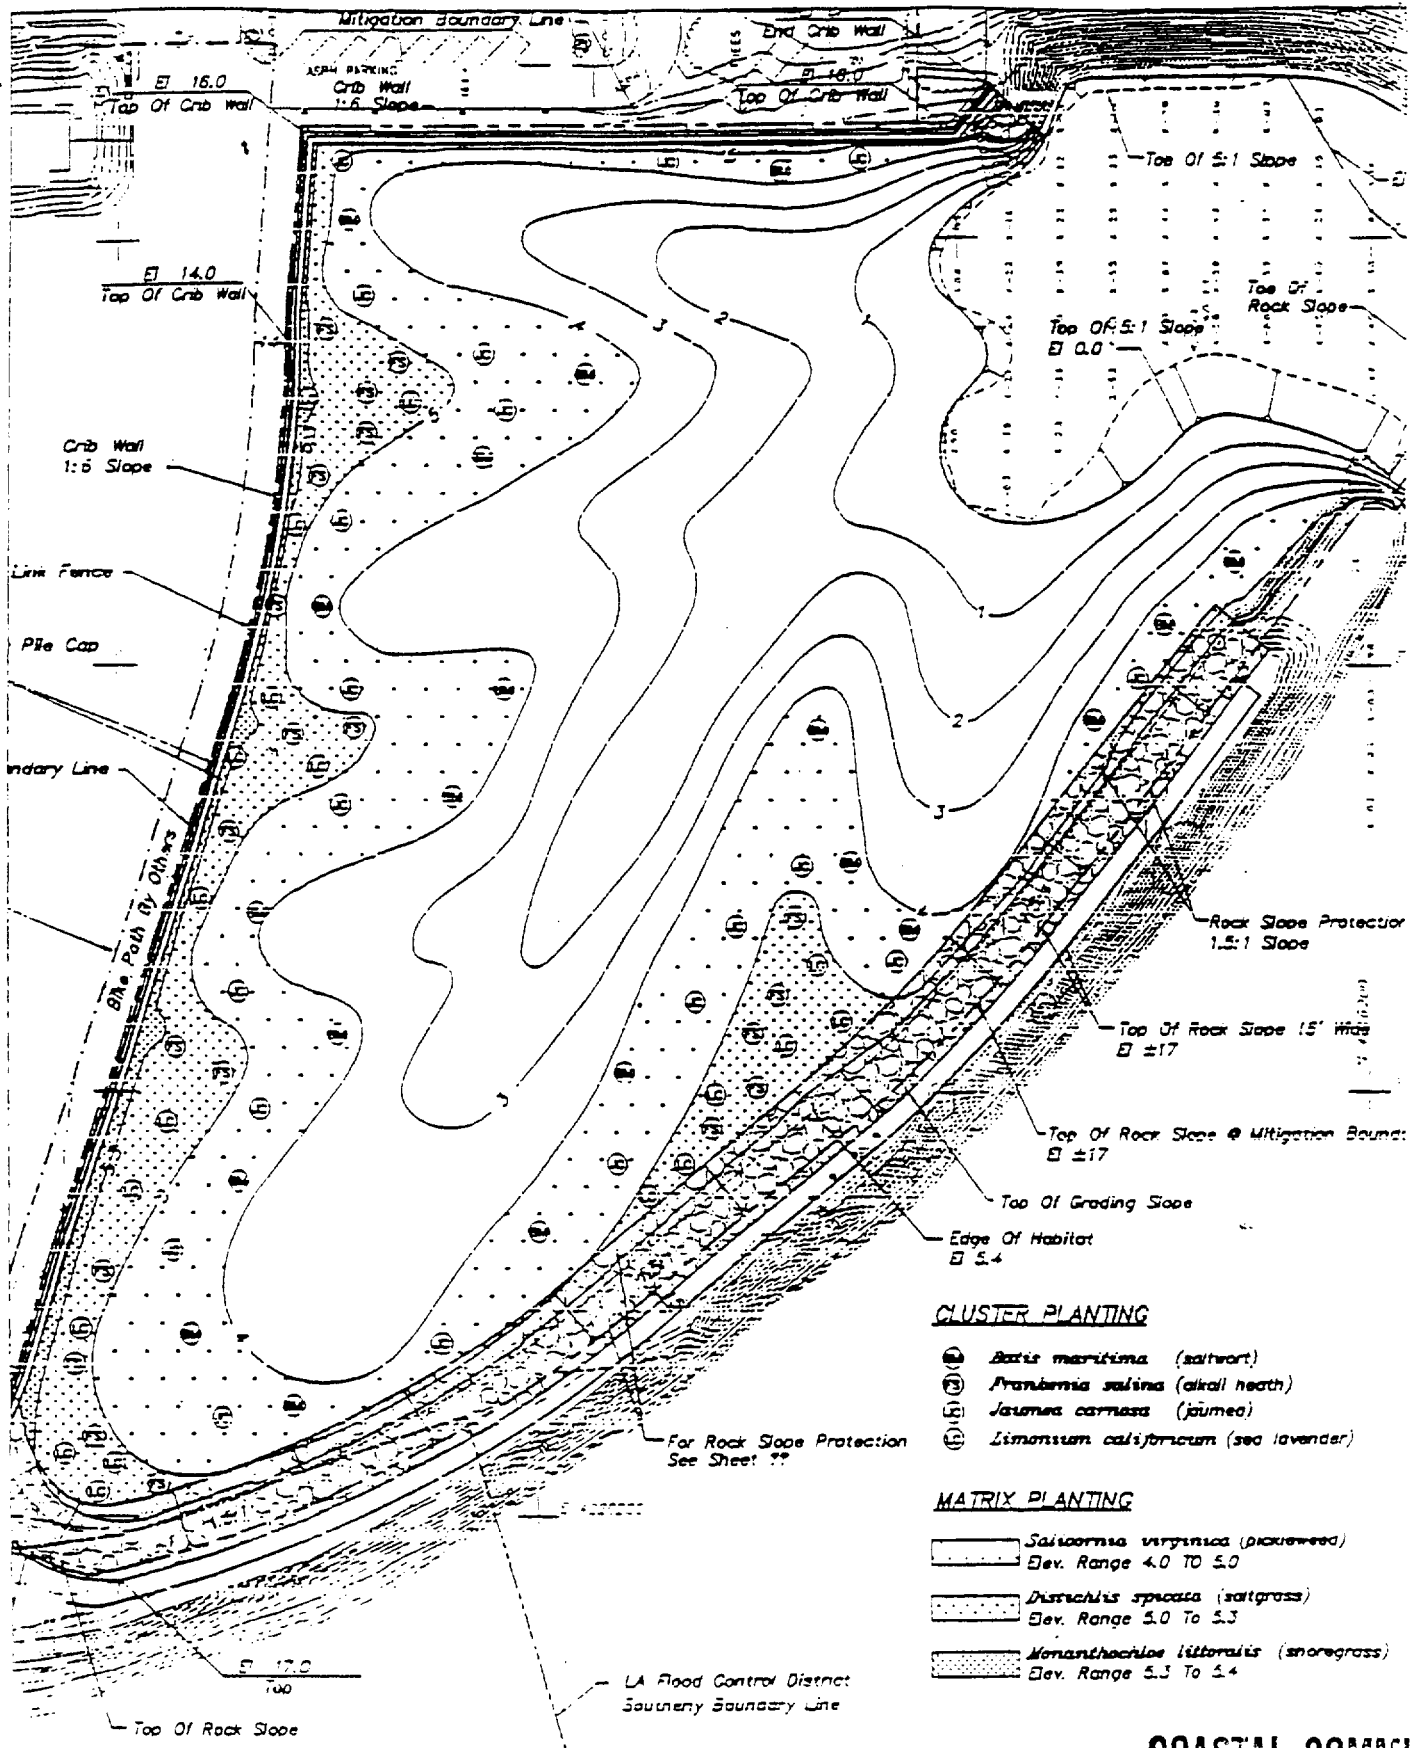 Mitigation Boundary Line
End Crib Wall
TREES
El 16.0
Top Of Crib Wall
ASPH PARKING
Crib Wall
1:6 Slope
El 16.0
Top Of Crib Wall
Toe Of 5:1 Slope
El
El 14.0
Top Of Crib Wall
Toe Of
Rock Slope
Top Of 5:1 Slope
El 0.0
4
3
2
1
5
Crib Wall
1:6 Slope
Link Fence
Pile Cap
1
2
3
4
ndary Line
Bike Path By Others
Rock Slope Protection
1.5:1 Slope
Top Of Rock Slope 15' Wide
El ±17
3
Top Of Rock Slope @ Mitigation Bound
El ±17
Top Of Grading Slope
Edge Of Habitat
El 5.4
4
CLUSTER PLANTING
Batis maritima (saltwort)
Frankenia salina (alkali heath)
Jaumea carnosa (jaumea)
Limonium californicum (sea lavender)
For Rock Slope Protection
See Sheet ??
MATRIX PLANTING
Salicornia virginica (pickleweed)
Elev. Range 4.0 TO 5.0
Distichlis spicata (saltgrass)
Elev. Range 5.0 To 5.3
Monanthochloe littoralis (shoregrass)
Elev. Range 5.3 To 5.4
El 17.0
Top
LA Flood Control District
Southerly Boundary Line
Top Of Rock Slope
COASTAL